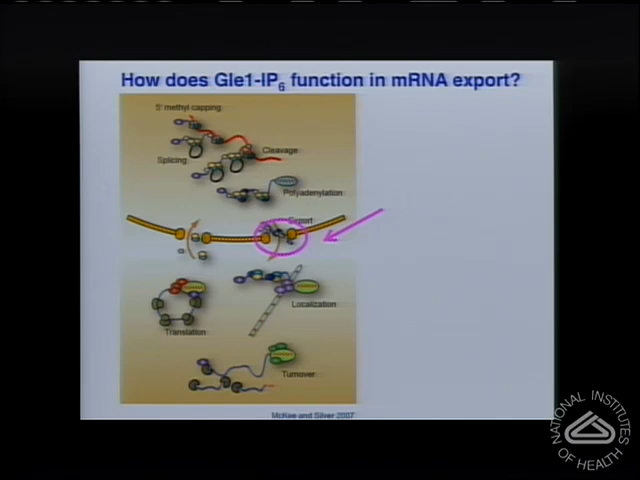 How does Gle1-IP6 function in mRNA export?
5' methyl-capping
Cleavage
Splicing
Polyadenylation
Export
Localization
Translation
Turnover
McKee and Silver 2007
NATIONAL INSTITUTES
OF HEALTH